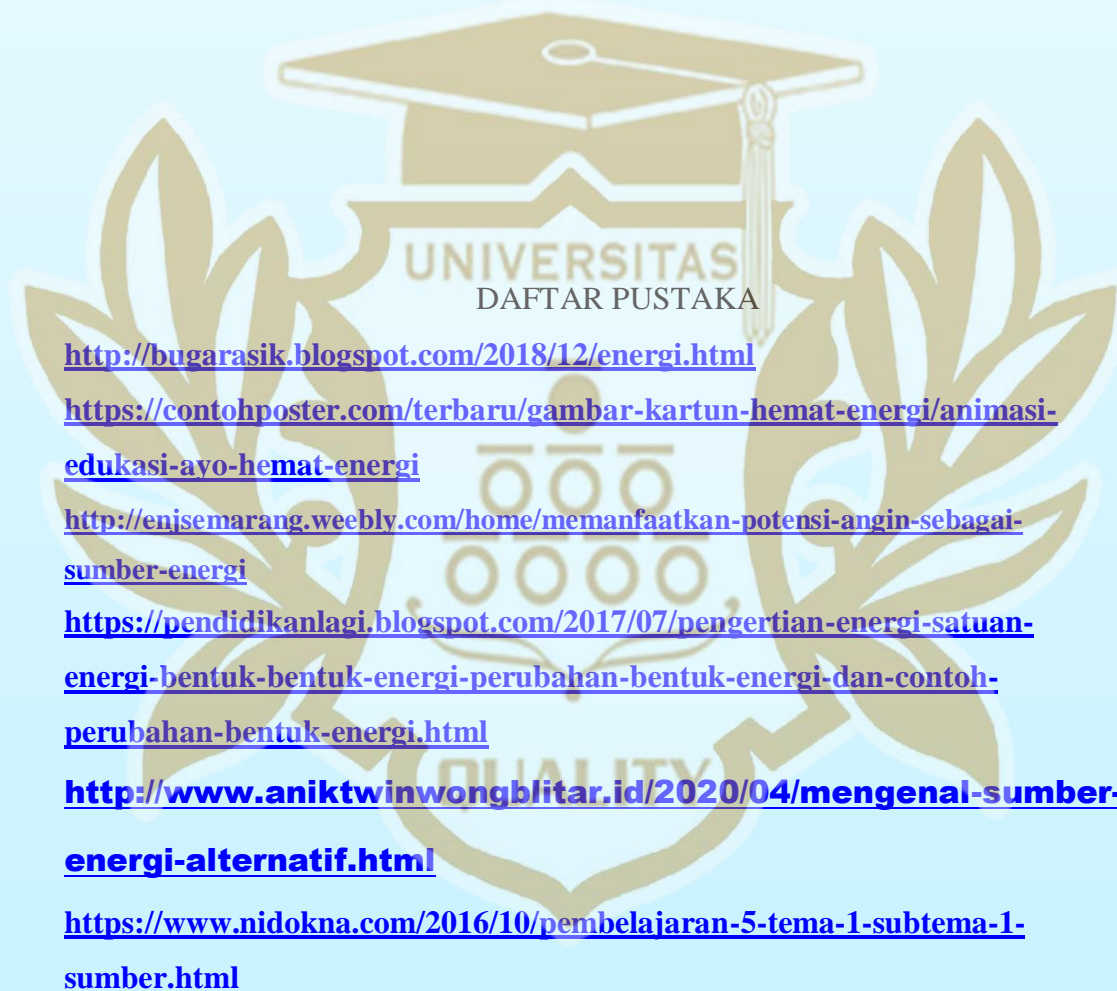 UNIVERSITAS
DAFTAR PUSTAKA
http://bugarasik.blogspot.com/2018/12/energi.html
https://contohposter.com/terbaru/gambar-kartun-hemat-energi/animasi-
edukasi-ayo-hemat-energi
http://enjsemarang.weebly.com/home/memanfaatkan-potensi-angin-sebagai-
sumber-energi
https://pendidikanlagi.blogspot.com/2017/07/pengertian-energi-satuan-
energi-bentuk-bentuk-energi-perubahan-bentuk-energi-dan-contoh-
perubahan-bentuk-energi.html
QUALITY
http://www.aniktwinwongblitar.id/2020/04/mengenal-sumber-
energi-alternatif.html
https://www.nidokna.com/2016/10/pembelajaran-5-tema-1-subtema-1-
sumber.html